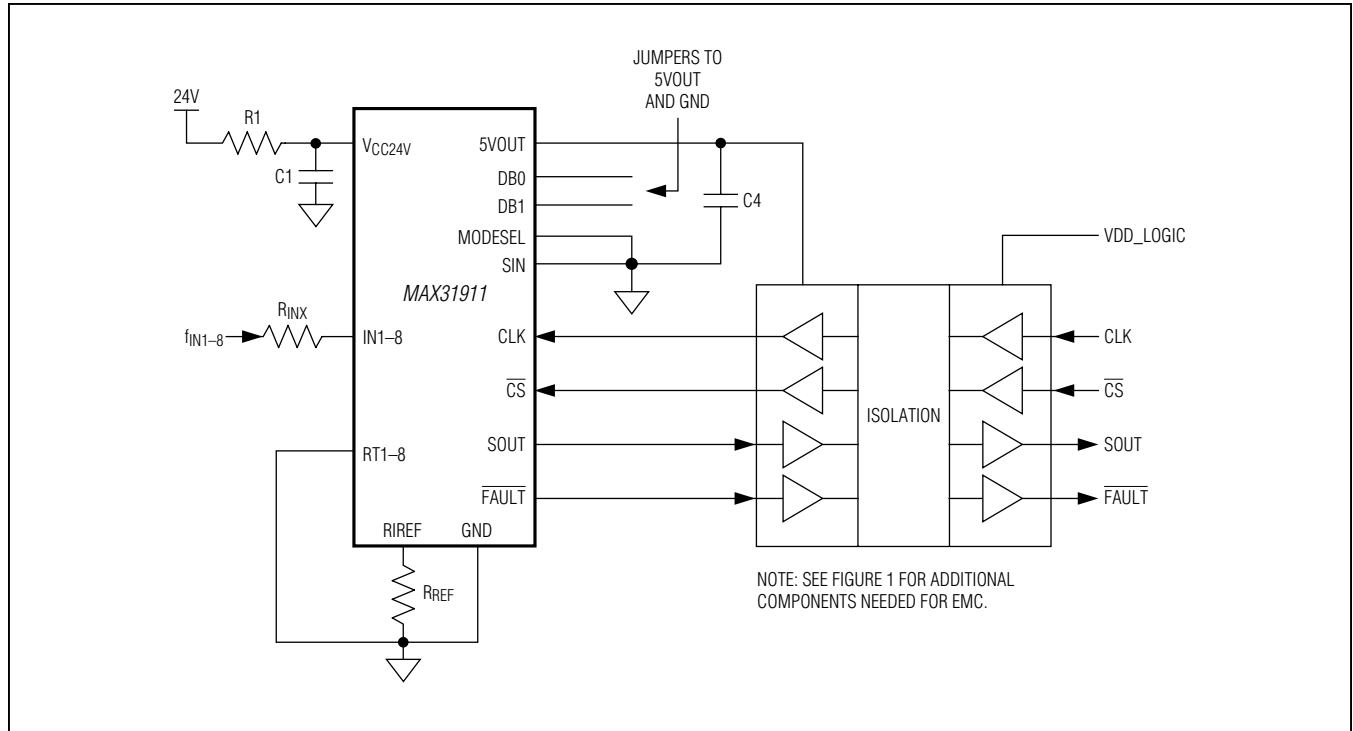 JUMPERS TO
5VOUT
AND GND
24V
R1
VCC24V
C1
5VOUT
DB0
DB1
MODESEL
SIN
C4
VDD_LOGIC
MAX31911
fIN1–8
RINX
IN1–8
CLK
CS
SOUT
FAULT
RT1–8
RIREF
GND
RREF
ISOLATION
CLK
CS
SOUT
FAULT
NOTE: SEE FIGURE 1 FOR ADDITIONAL
COMPONENTS NEEDED FOR EMC.